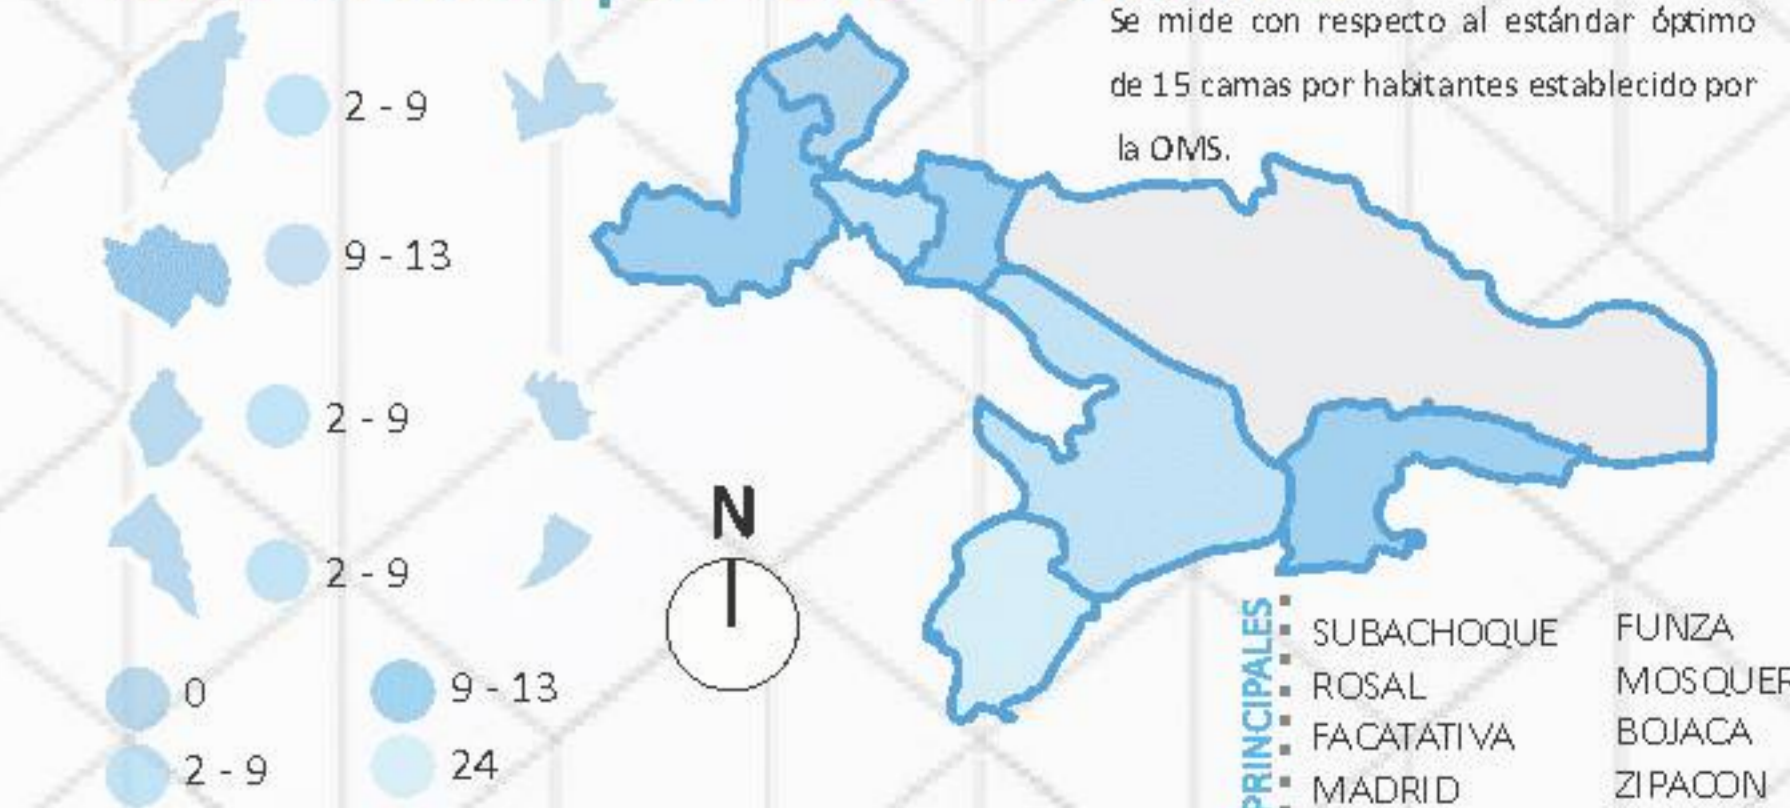 Se mide con respecto al estándar óptimo
de 15 camas por habitantes establecido por
la OMS.
2 - 9
9 - 13
2 - 9
2 - 9
N
0
9 - 13
2 - 9
24
PRINCIPALES
SUBACHOQUE
ROSAL
FACATATIVA
MADRID
FUNZA
MOSQUER
BOJACA
ZIPACON